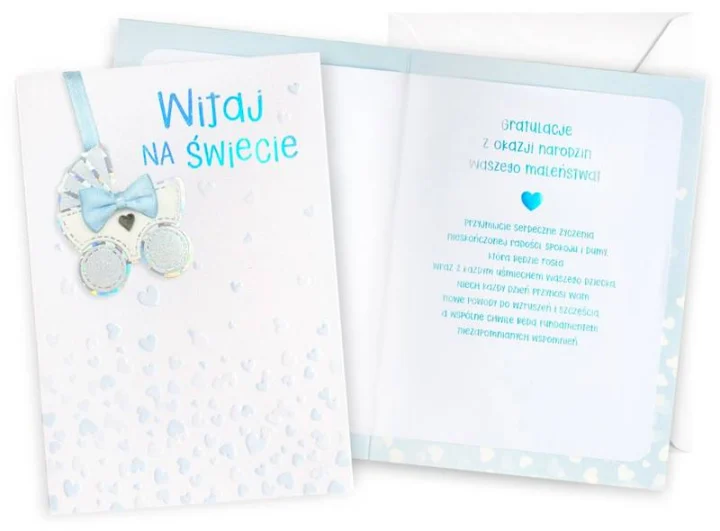 Witaj
NA ŚWIECIE
Gratulacje
z okazji narodzin
Waszego maleństwa!
Przyjmijcie serdeczne życzenia
nieskończonej radości, spokoju i dumy,
która będzie rosła
wraz z każdym uśmiechem Waszego dziecka.
Niech każdy dzień przynosi Wam
nowe powody do wzruszeń i szczęścia,
a wspólne chwile będą fundamentem
niezapomnianych wspomnień.